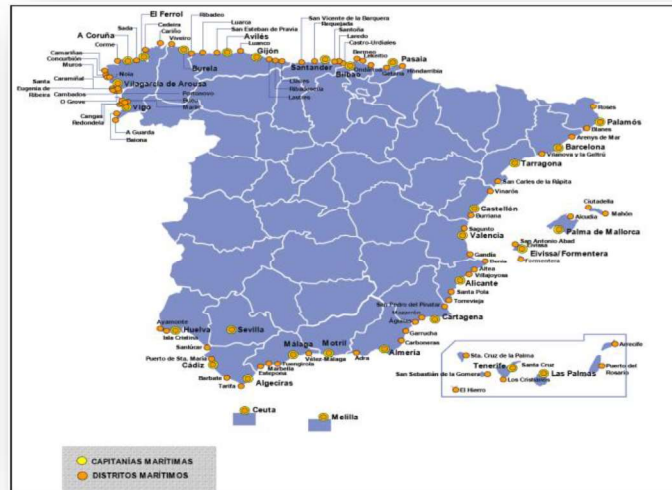 El Ferrol
Cedeira
Cariño
Viveiro
Ribadeo
Luarca
San Esteban de Pravia
Avilés
Luanco
Gijón
San Vicente de la Barquera
Requejada
Santoña
Laredo
Castro-Urdiales
Bermeo
Lekeitio
Pasaia
A Coruña
Sada
Corme
Camariñas
Muros
Noia
Caramiñal
Santa
Eugenia de
Ribeira
Vilagarcía de Arousa
Cambados
O Grove
Vigo
Cangas
Redondela
A Guarda
Baiona
Burela
Llanes
Ribadesella
Lastres
Santander
Bilbao
Getaria
Hondarribia
Roses
Palamós
Blanes
Arenys de Mar
Barcelona
Vilanova y la Geltrú
Tarragona
San Carles de la Rápita
Vinarós
Castellón
Burriana
Sagunto
Valencia
Ciutadella
Mahón
Alcudia
Palma de Mallorca
San Antonio Abad
Eivissa
Eivissa/Formentera
Formentera
Gandía
Altea
Villajoyosa
Alicante
Santa Pola
Torrevieja
San Pedro del Pinatar
Cartagena
Garrucha
Carboneras
Almería
Adra
Motril
Vélez-Málaga
Málaga
Fuengirola
Marbella
Estepona
Algeciras
Tarifa
Barbate
Cádiz
Puerto de Sta. María
Sanlúcar
Sevilla
Huelva
Isla Cristina
Ayamonte
Ceuta
Melilla
Sta. Cruz de la Palma
Tenerife
Santa Cruz
San Sebastián de la Gomera
Los Cristianos
El Hierro
Las Palmas
Arrecife
Puerto del
Rosario
CAPITANÍAS MARÍTIMAS
DISTRITOS MARÍTIMOS